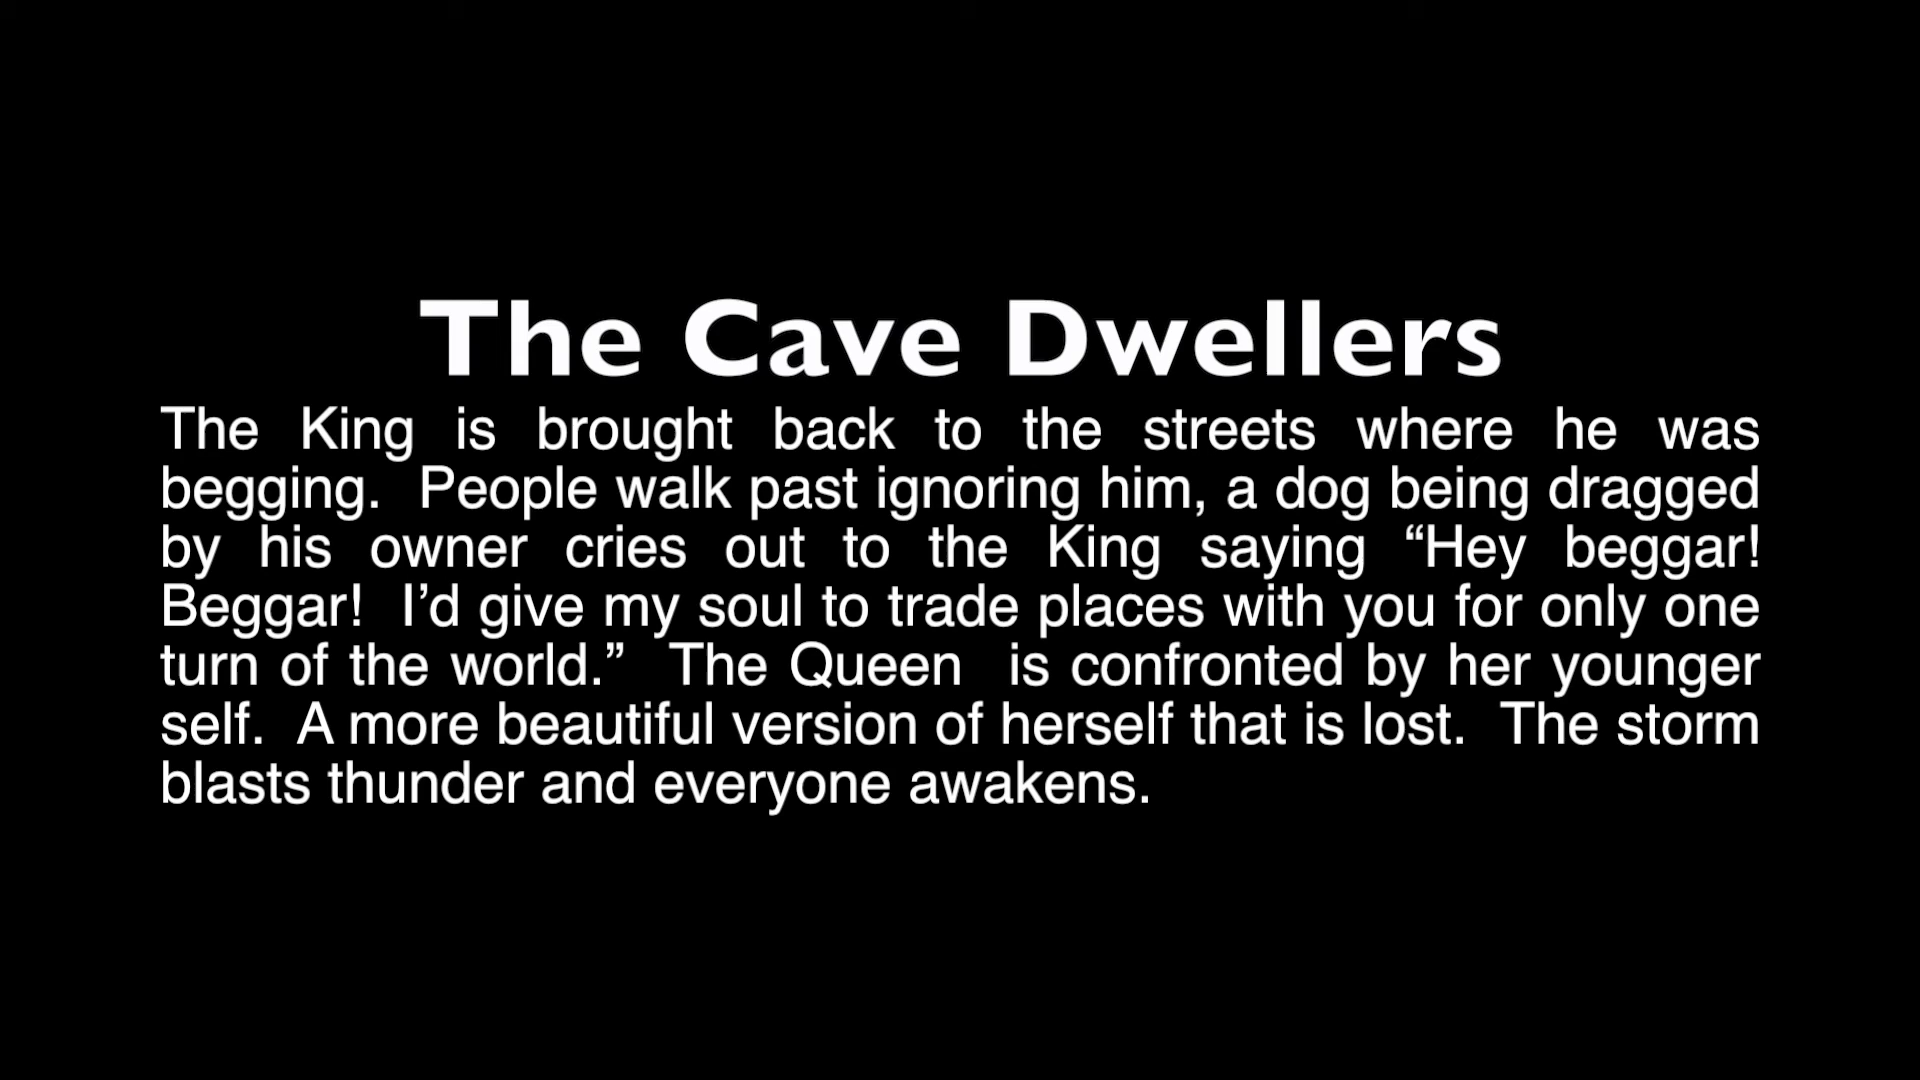 The Cave Dwellers
The King is brought back to the streets where he was
begging.  People walk past ignoring him, a dog being dragged
by his owner cries out to the King saying “Hey beggar!
Beggar!  I’d give my soul to trade places with you for only one
turn of the world.”  The Queen  is confronted by her younger
self.  A more beautiful version of herself that is lost.  The storm
blasts thunder and everyone awakens.